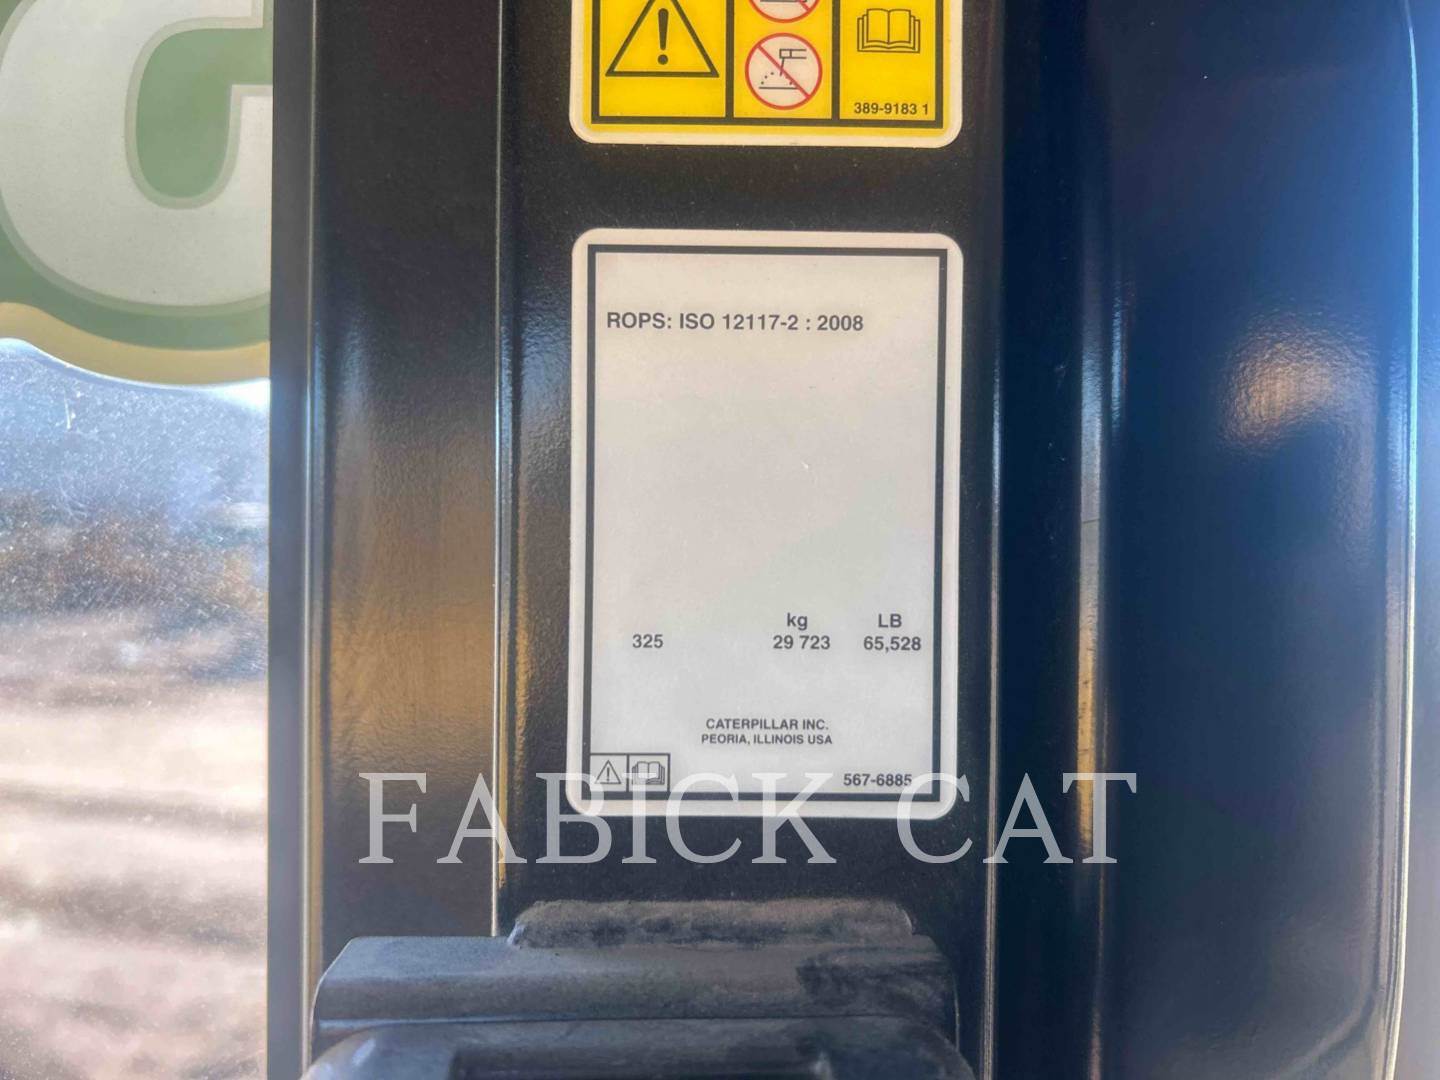 389-9183 1
ROPS: ISO 12117-2 : 2008
kg LB
325 29 723 65,528
CATERPILLAR INC.
PEORIA, ILLINOIS USA
567-6885
FABICK CAT